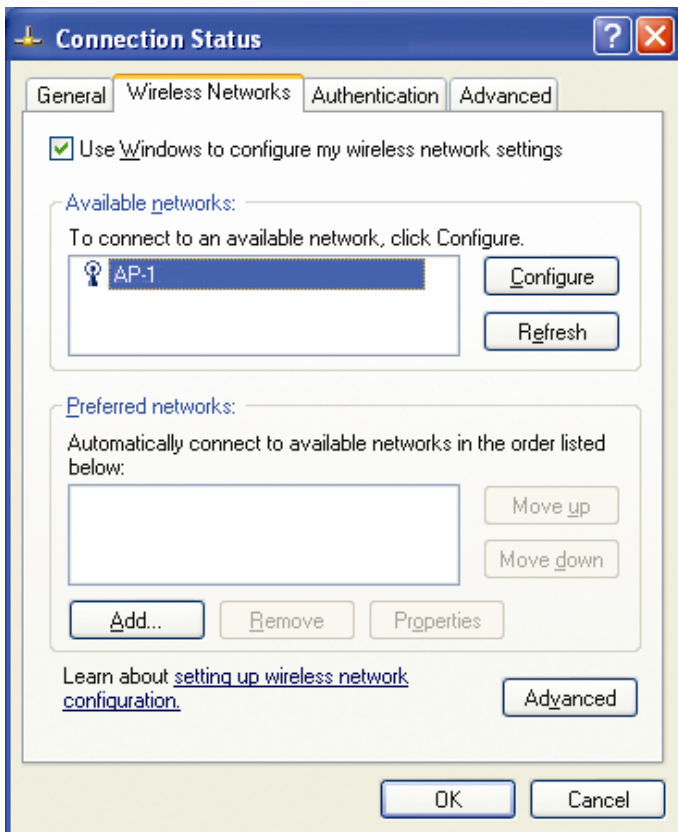 Connection Status
General Wireless Networks Authentication Advanced
Use Windows to configure my wireless network settings
Available networks:
To connect to an available network, click Configure.
AP-1
Configure
Refresh
Preferred networks:
Automatically connect to available networks in the order listed
below:
Move up
Move down
Add... Remove Properties
Learn about setting up wireless network
configuration.
Advanced
OK Cancel